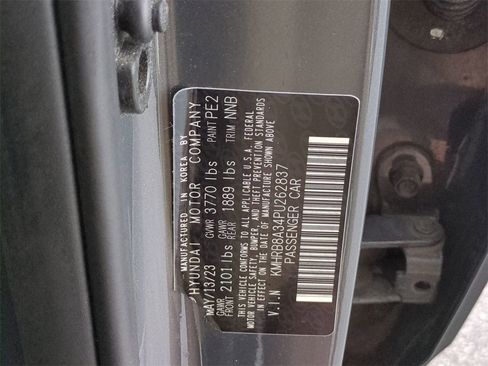 MANUFACTURED IN KOREA BY
HYUNDAI MOTOR COMPANY
MAY/13/23 GVWR 3770 lbs PAINT PE2
GAWR FRONT 2101 lbs GAWR REAR 1889 lbs TRIM NNB
THIS VEHICLE CONFORMS TO ALL APPLICABLE U.S.A. FEDERAL
MOTOR VEHICLE SAFETY, BUMPER, AND THEFT PREVENTION STANDARDS
IN EFFECT ON THE DATE OF MANUFACTURE SHOWN ABOVE
V.I.N KMHRB8A34PU262837
PASSENGER CAR